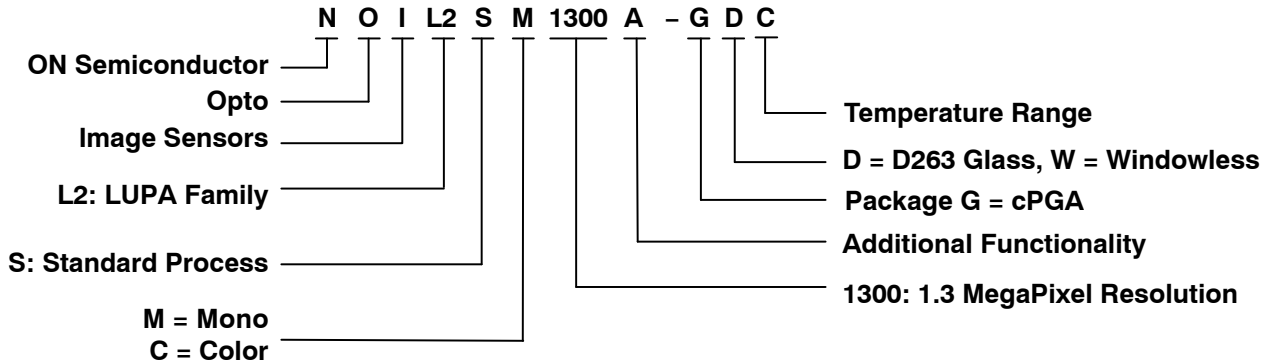 N O I L2 S M 1300 A – G D C
ON Semiconductor
Opto
Image Sensors
L2: LUPA Family
S: Standard Process
M = Mono
C = Color
Temperature Range
D = D263 Glass, W = Windowless
Package G = cPGA
Additional Functionality
1300: 1.3 MegaPixel Resolution